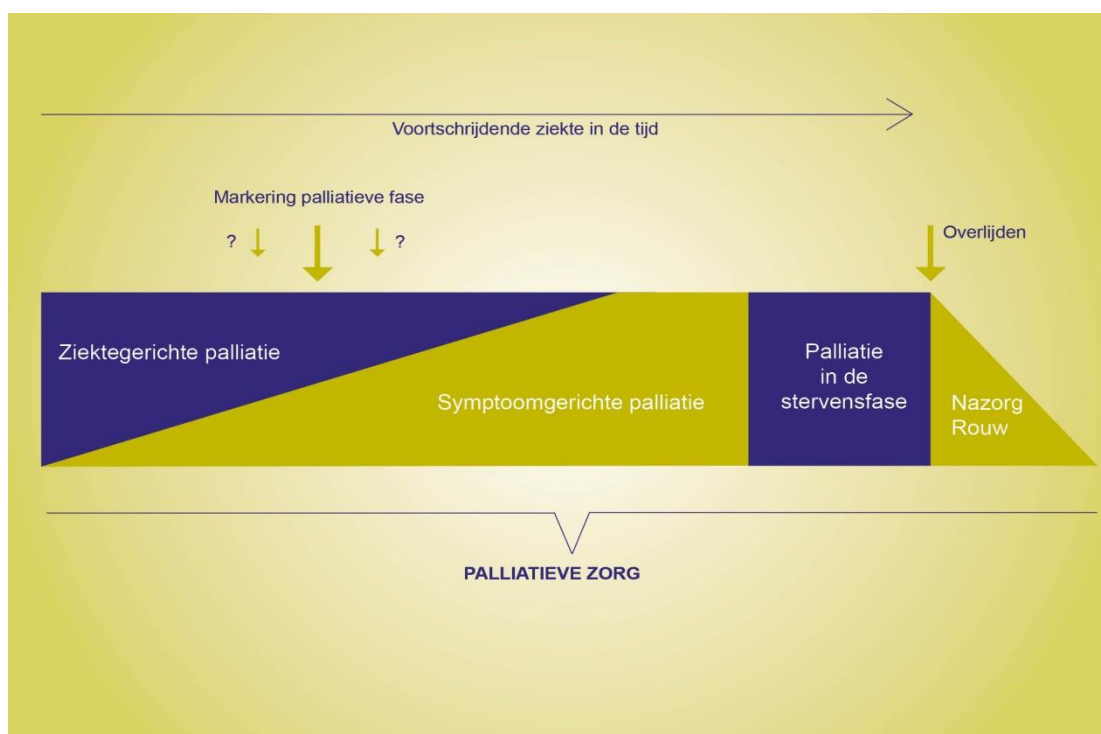 Voortschrijdende ziekte in de tijd
Markering palliatieve fase
? ?
Overlijden
Ziektegerichte palliatie
Symptoomgerichte palliatie
Palliatie
in de
stervensfase
Nazorg
Rouw
PALLIATIEVE ZORG